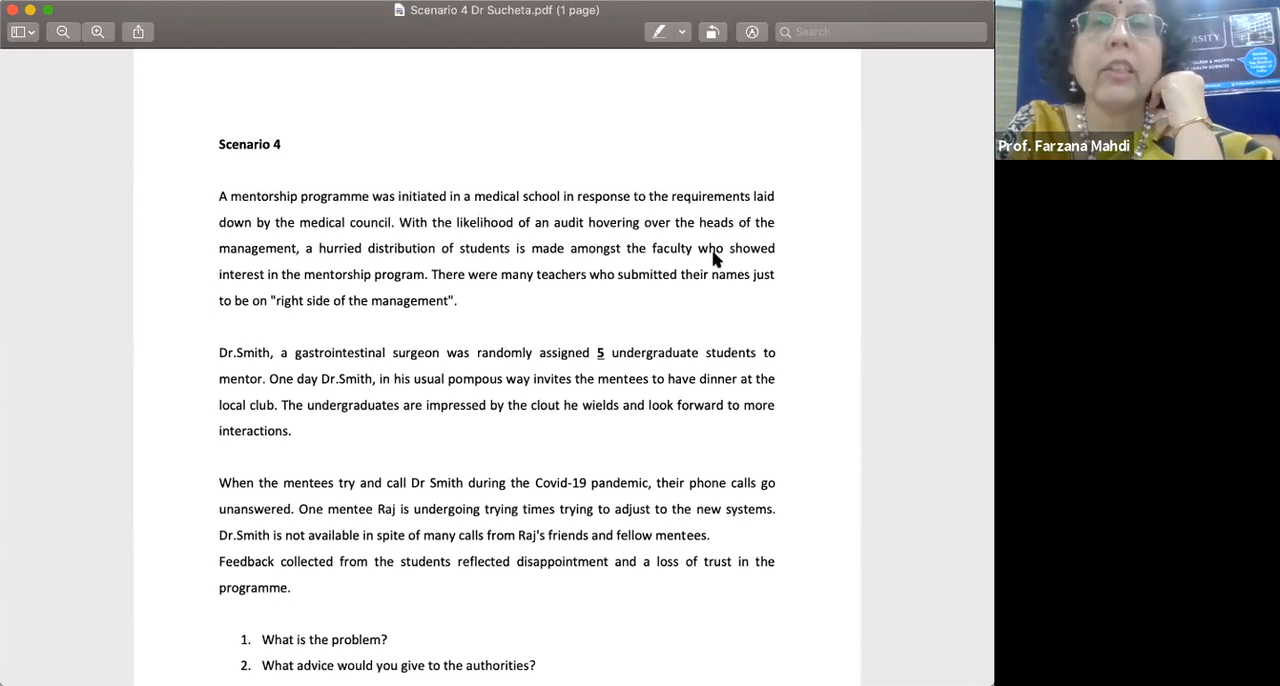 Scenario 4 Dr Sucheta.pdf (1 page)
Search
Scenario 4
A mentorship programme was initiated in a medical school in response to the requirements laid
down by the medical council. With the likelihood of an audit hovering over the heads of the
management, a hurried distribution of students is made amongst the faculty who showed
interest in the mentorship program. There were many teachers who submitted their names just
to be on "right side of the management".
Dr.Smith, a gastrointestinal surgeon was randomly assigned 5 undergraduate students to
mentor. One day Dr.Smith, in his usual pompous way invites the mentees to have dinner at the
local club. The undergraduates are impressed by the clout he wields and look forward to more
interactions.
When the mentees try and call Dr Smith during the Covid-19 pandemic, their phone calls go
unanswered. One mentee Raj is undergoing trying times trying to adjust to the new systems.
Dr.Smith is not available in spite of many calls from Raj's friends and fellow mentees.
Feedback collected from the students reflected disappointment and a loss of trust in the
programme.
1. What is the problem?
2. What advice would you give to the authorities?
RSITY
COLLEGE & HOSPITAL
Prof. Farzana Mahdi